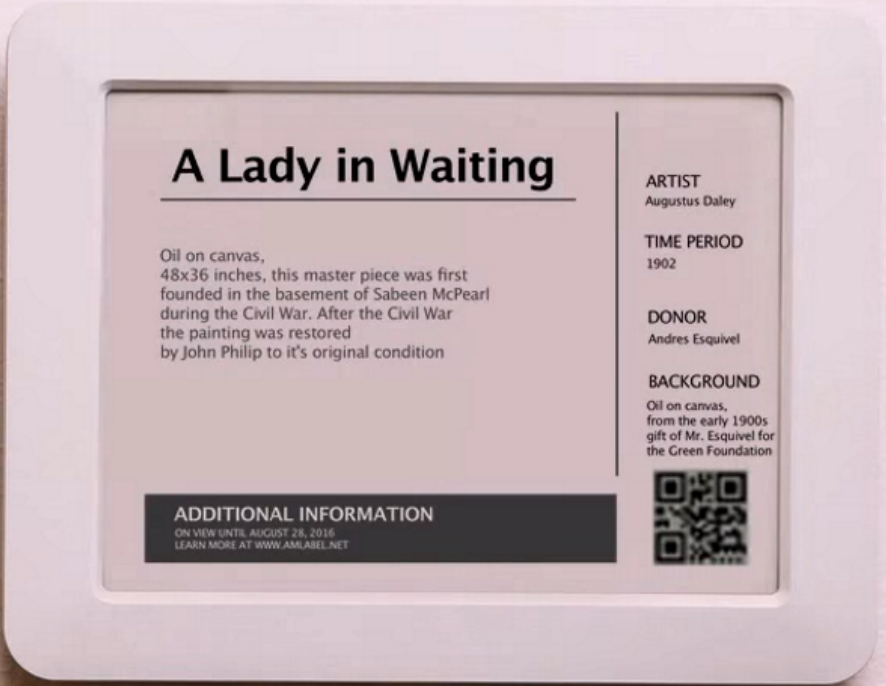 A Lady in Waiting
Oil on canvas,
48x36 inches, this master piece was first
founded in the basement of Sabeen McPearl
during the Civil War. After the Civil War
the painting was restored
by John Philip to it's original condition
ARTIST
Augustus Daley
TIME PERIOD
1902
DONOR
Andres Esquivel
BACKGROUND
Oil on canvas,
from the early 1900s
gift of Mr. Esquivel for
the Green Foundation
ADDITIONAL INFORMATION
ON VIEW UNTIL AUGUST 28, 2016
LEARN MORE AT WWW.AMLABEL.NET